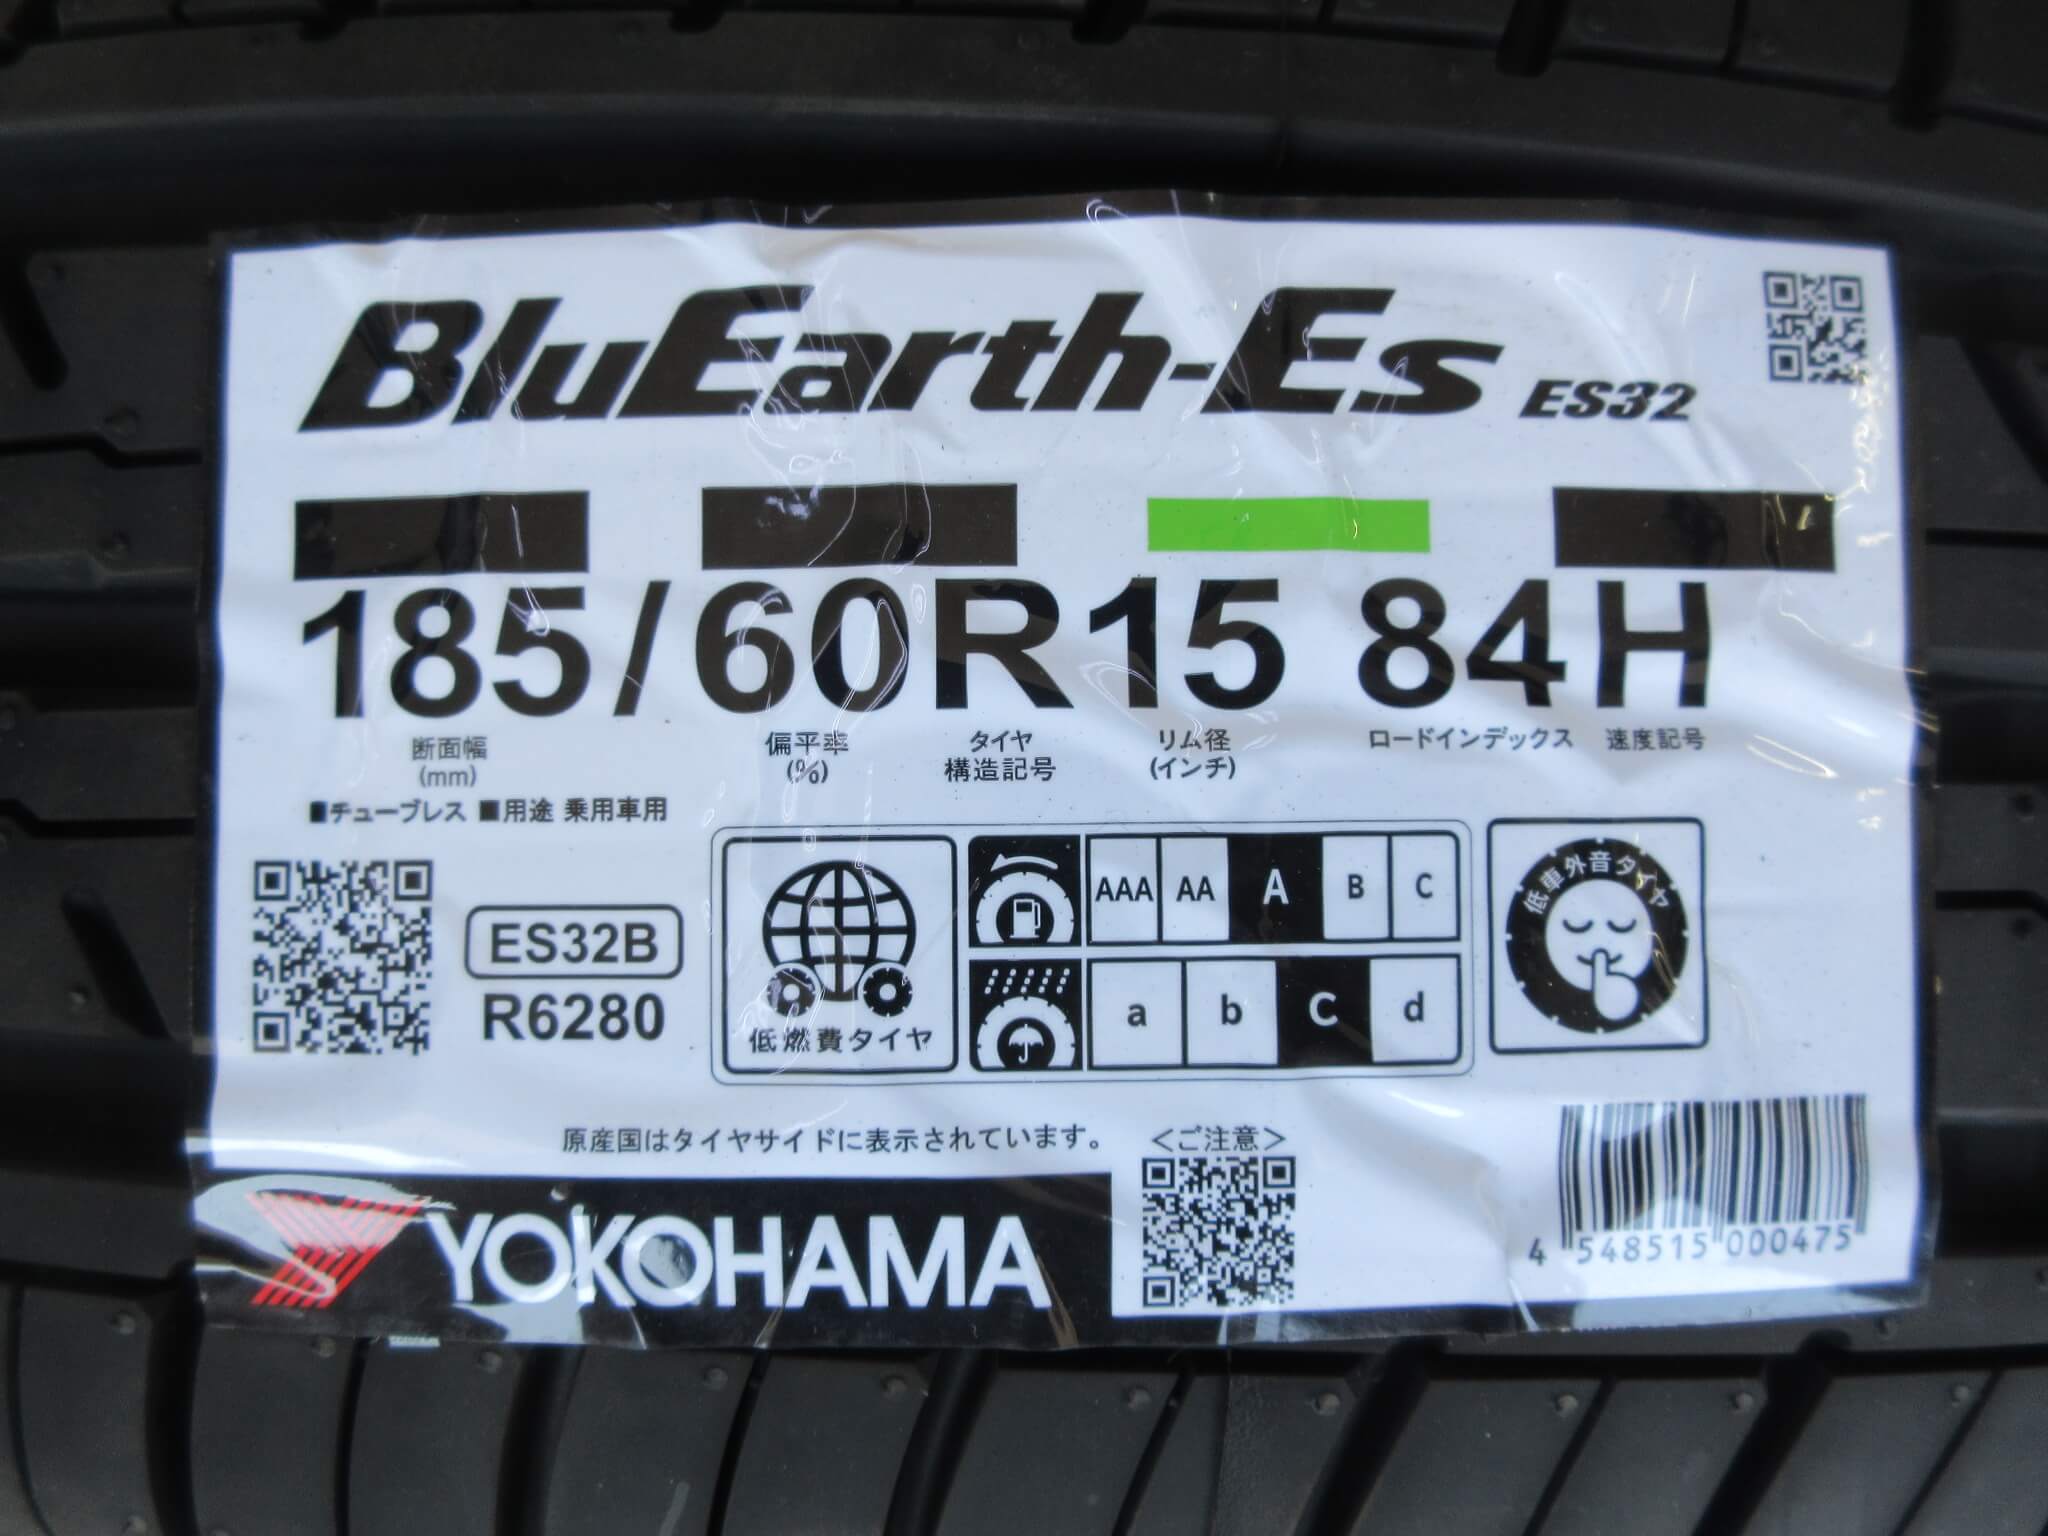 BluEarth-Es ES32
185/60R15 84H
断面幅 偏平率 タイヤ リム径 ロードインデックス 速度記号
(mm) (%) 構造記号 (インチ)
■チューブレス ■用途 乗用車用
低車外音タイヤ
AAA AA A B C
ES32B
R6280
a b c d
低燃費タイヤ
原産国はタイヤサイドに表示されています。
<ご注意>
YOKOHAMA
4 548515 000475